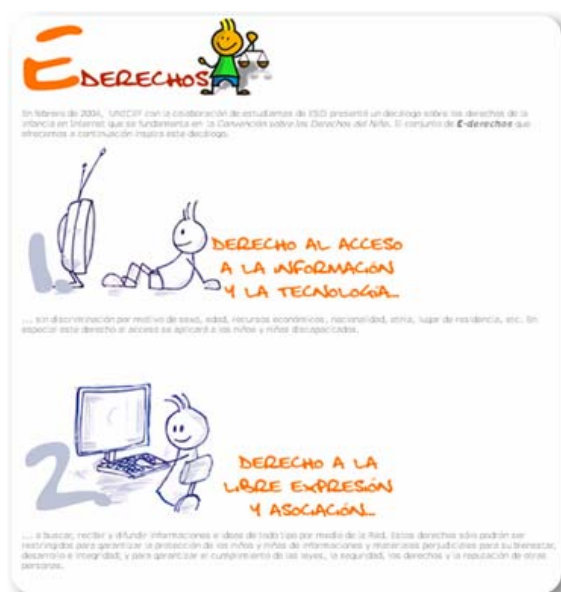 E DERECHOS
En febrero de 2004, UNICEF con la colaboración de estudiantes de ESO presentó un decálogo sobre los derechos de la
infancia en Internet que se fundamenta en la Convención sobre los Derechos del Niño. El conjunto de E-derechos que
ofrecemos a continuación inspira este decálogo.
1.
DERECHO AL ACCESO
A LA INFORMACIÓN
Y LA TECNOLOGÍA...
... sin discriminación por motivo de sexo, edad, recursos económicos, nacionalidad, etnia, lugar de residencia, etc. En
especial este derecho al acceso se aplicará a los niños y niñas discapacitados.
2.
DERECHO A LA
LIBRE EXPRESIÓN
Y ASOCIACIÓN...
... a buscar, recibir y difundir informaciones e ideas de todo tipo por medio de la Red. Estos derechos sólo podrán ser
restringidos para garantizar la protección de los niños y niñas de informaciones y materiales perjudiciales para su bienestar,
desarrollo e integridad; y para garantizar el cumplimiento de las leyes, la seguridad, los derechos y la reputación de otras
personas.